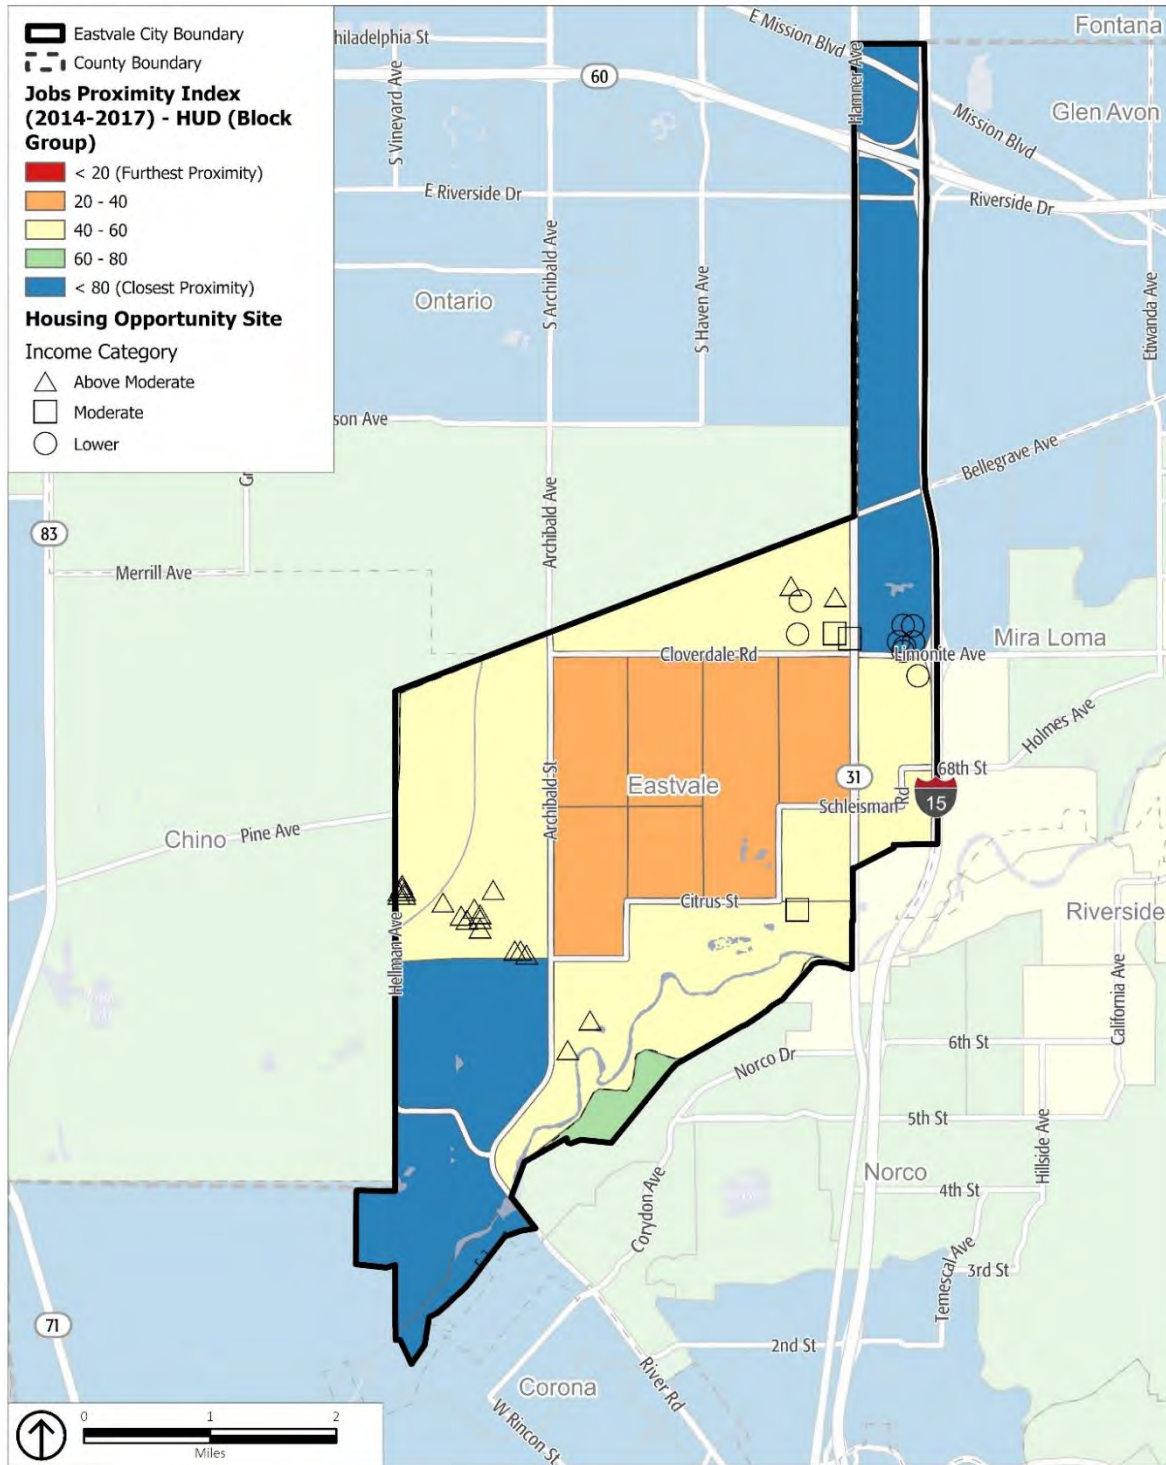 Eastvale City Boundary
County Boundary
Jobs Proximity Index
(2014-2017) - HUD (Block
Group)
< 20 (Furthest Proximity)
20 - 40
40 - 60
60 - 80
< 80 (Closest Proximity)
Housing Opportunity Site
Income Category
Above Moderate
Moderate
Lower
hiladelphia St
S Vineyard Ave
60
E Mission Blvd
Hamner Ave
Fontana
Glen Avon
Mission Blvd
E Riverside Dr
Riverside Dr
S Archibald Ave
S Haven Ave
Etiwanda Ave
Ontario
son Ave
Gr
Bellegrave Ave
83
Archibald Ave
Merrill Ave
Mira Loma
Cloverdale Rd
Limonite Ave
Holmes Ave
68th St
Archibald St
Eastvale
31
Schleisman
Rd
15
Chino
Pine Ave
Citrus St
Riverside
Hellman Ave
California Ave
Norco Dr
6th St
5th St
Hillside Ave
Norco
4th St
Corydon Ave
Temescal Ave
3rd St
71
2nd St
River Rd
Corona
W Rincon St
0
1
2
Miles